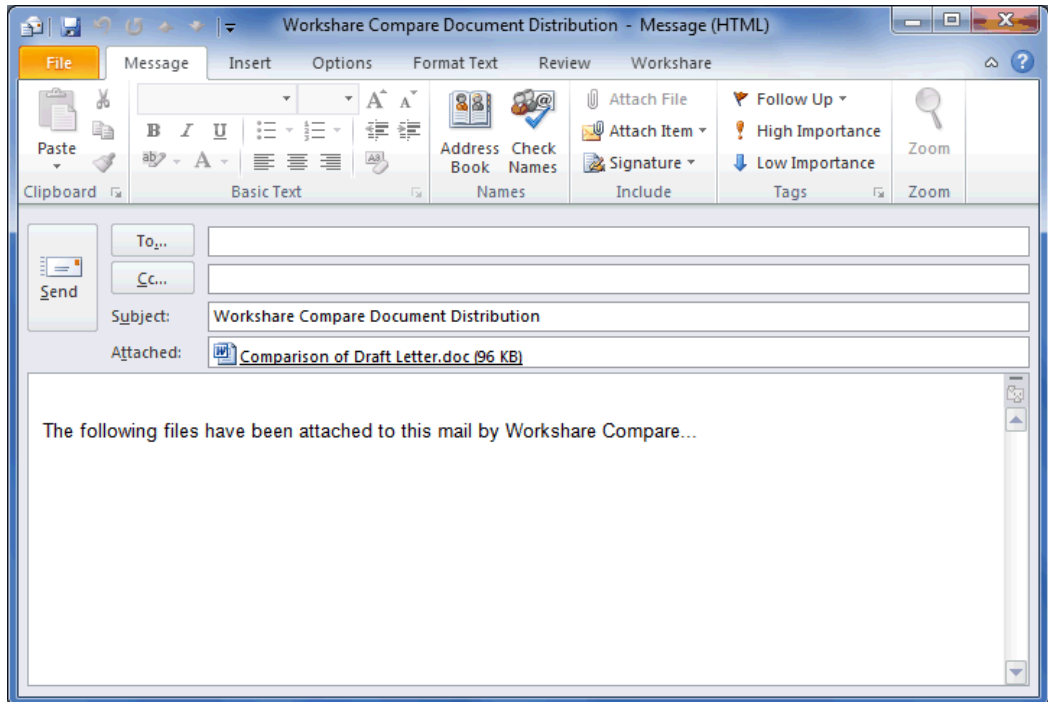 Workshare Compare Document Distribution - Message (HTML)
File Message Insert Options Format Text Review Workshare
Paste
B I U
A A
ab A
Aa
Address Book
Check Names
Attach File
Attach Item
Signature
Follow Up
High Importance
Low Importance
Zoom
Clipboard Basic Text Names Include Tags Zoom
Send
To...
Cc...
Subject: Workshare Compare Document Distribution
Attached: Comparison of Draft Letter.doc (96 KB)
The following files have been attached to this mail by Workshare Compare...